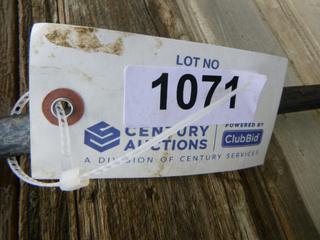 LOT NO
1071
CENTURY
AUCTIONS
POWERED BY
ClubBid
A DIVISION OF CENTURY SERVICES